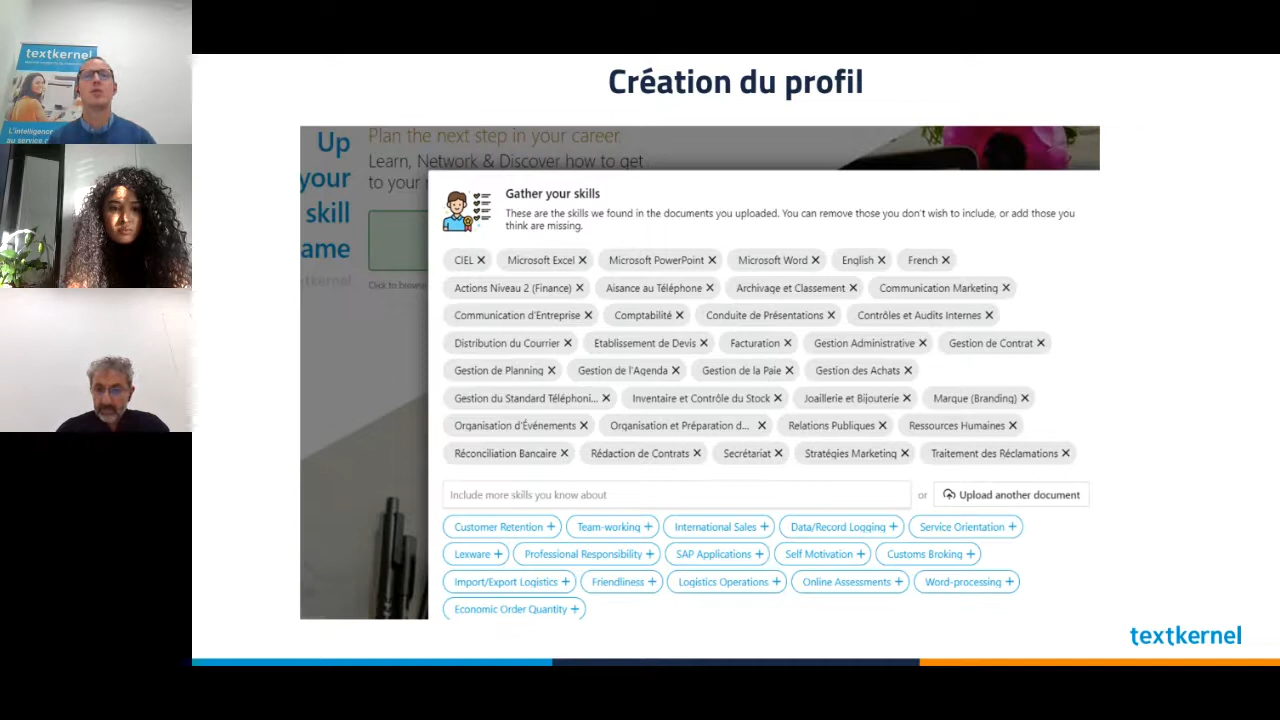 textkernel
L'intelligence
au service
Création du profil
Up
your
skill
ame
Plan the next step in your career.
Learn, Network & Discover how to get
to your
Click to browse
Gather your skills
These are the skills we found in the documents you uploaded. You can remove those you don't wish to include, or add those you
think are missing.
CIEL ✕ Microsoft Excel ✕ Microsoft PowerPoint ✕ Microsoft Word ✕ English ✕ French ✕
Actions Niveau 2 (Finance) ✕ Aisance au Téléphone ✕ Archivage et Classement ✕ Communication Marketing ✕
Communication d'Entreprise ✕ Comptabilité ✕ Conduite de Présentations ✕ Contrôles et Audits Internes ✕
Distribution du Courrier ✕ Etablissement de Devis ✕ Facturation ✕ Gestion Administrative ✕ Gestion de Contrat ✕
Gestion de Planning ✕ Gestion de l'Agenda ✕ Gestion de la Paie ✕ Gestion des Achats ✕
Gestion du Standard Téléphoni... ✕ Inventaire et Contrôle du Stock ✕ Joaillerie et Bijouterie ✕ Marque (Branding) ✕
Organisation d'Événements ✕ Organisation et Préparation d... ✕ Relations Publiques ✕ Ressources Humaines ✕
Réconciliation Bancaire ✕ Rédaction de Contrats ✕ Secrétariat ✕ Stratégies Marketing ✕ Traitement des Réclamations ✕
Include more skills you know about or Upload another document
Customer Retention + Team-working + International Sales + Data/Record Logging + Service Orientation +
Lexware + Professional Responsibility + SAP Applications + Self Motivation + Customs Broking +
Import/Export Logistics + Friendliness + Logistics Operations + Online Assessments + Word-processing +
Economic Order Quantity +
textkernel